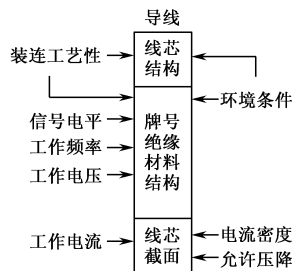 导线
装连工艺性
线芯
结构
环境条件
信号电平
工作频率
工作电压
牌号
绝缘
材料
结构
工作电流
线芯
截面
电流密度
允许压降